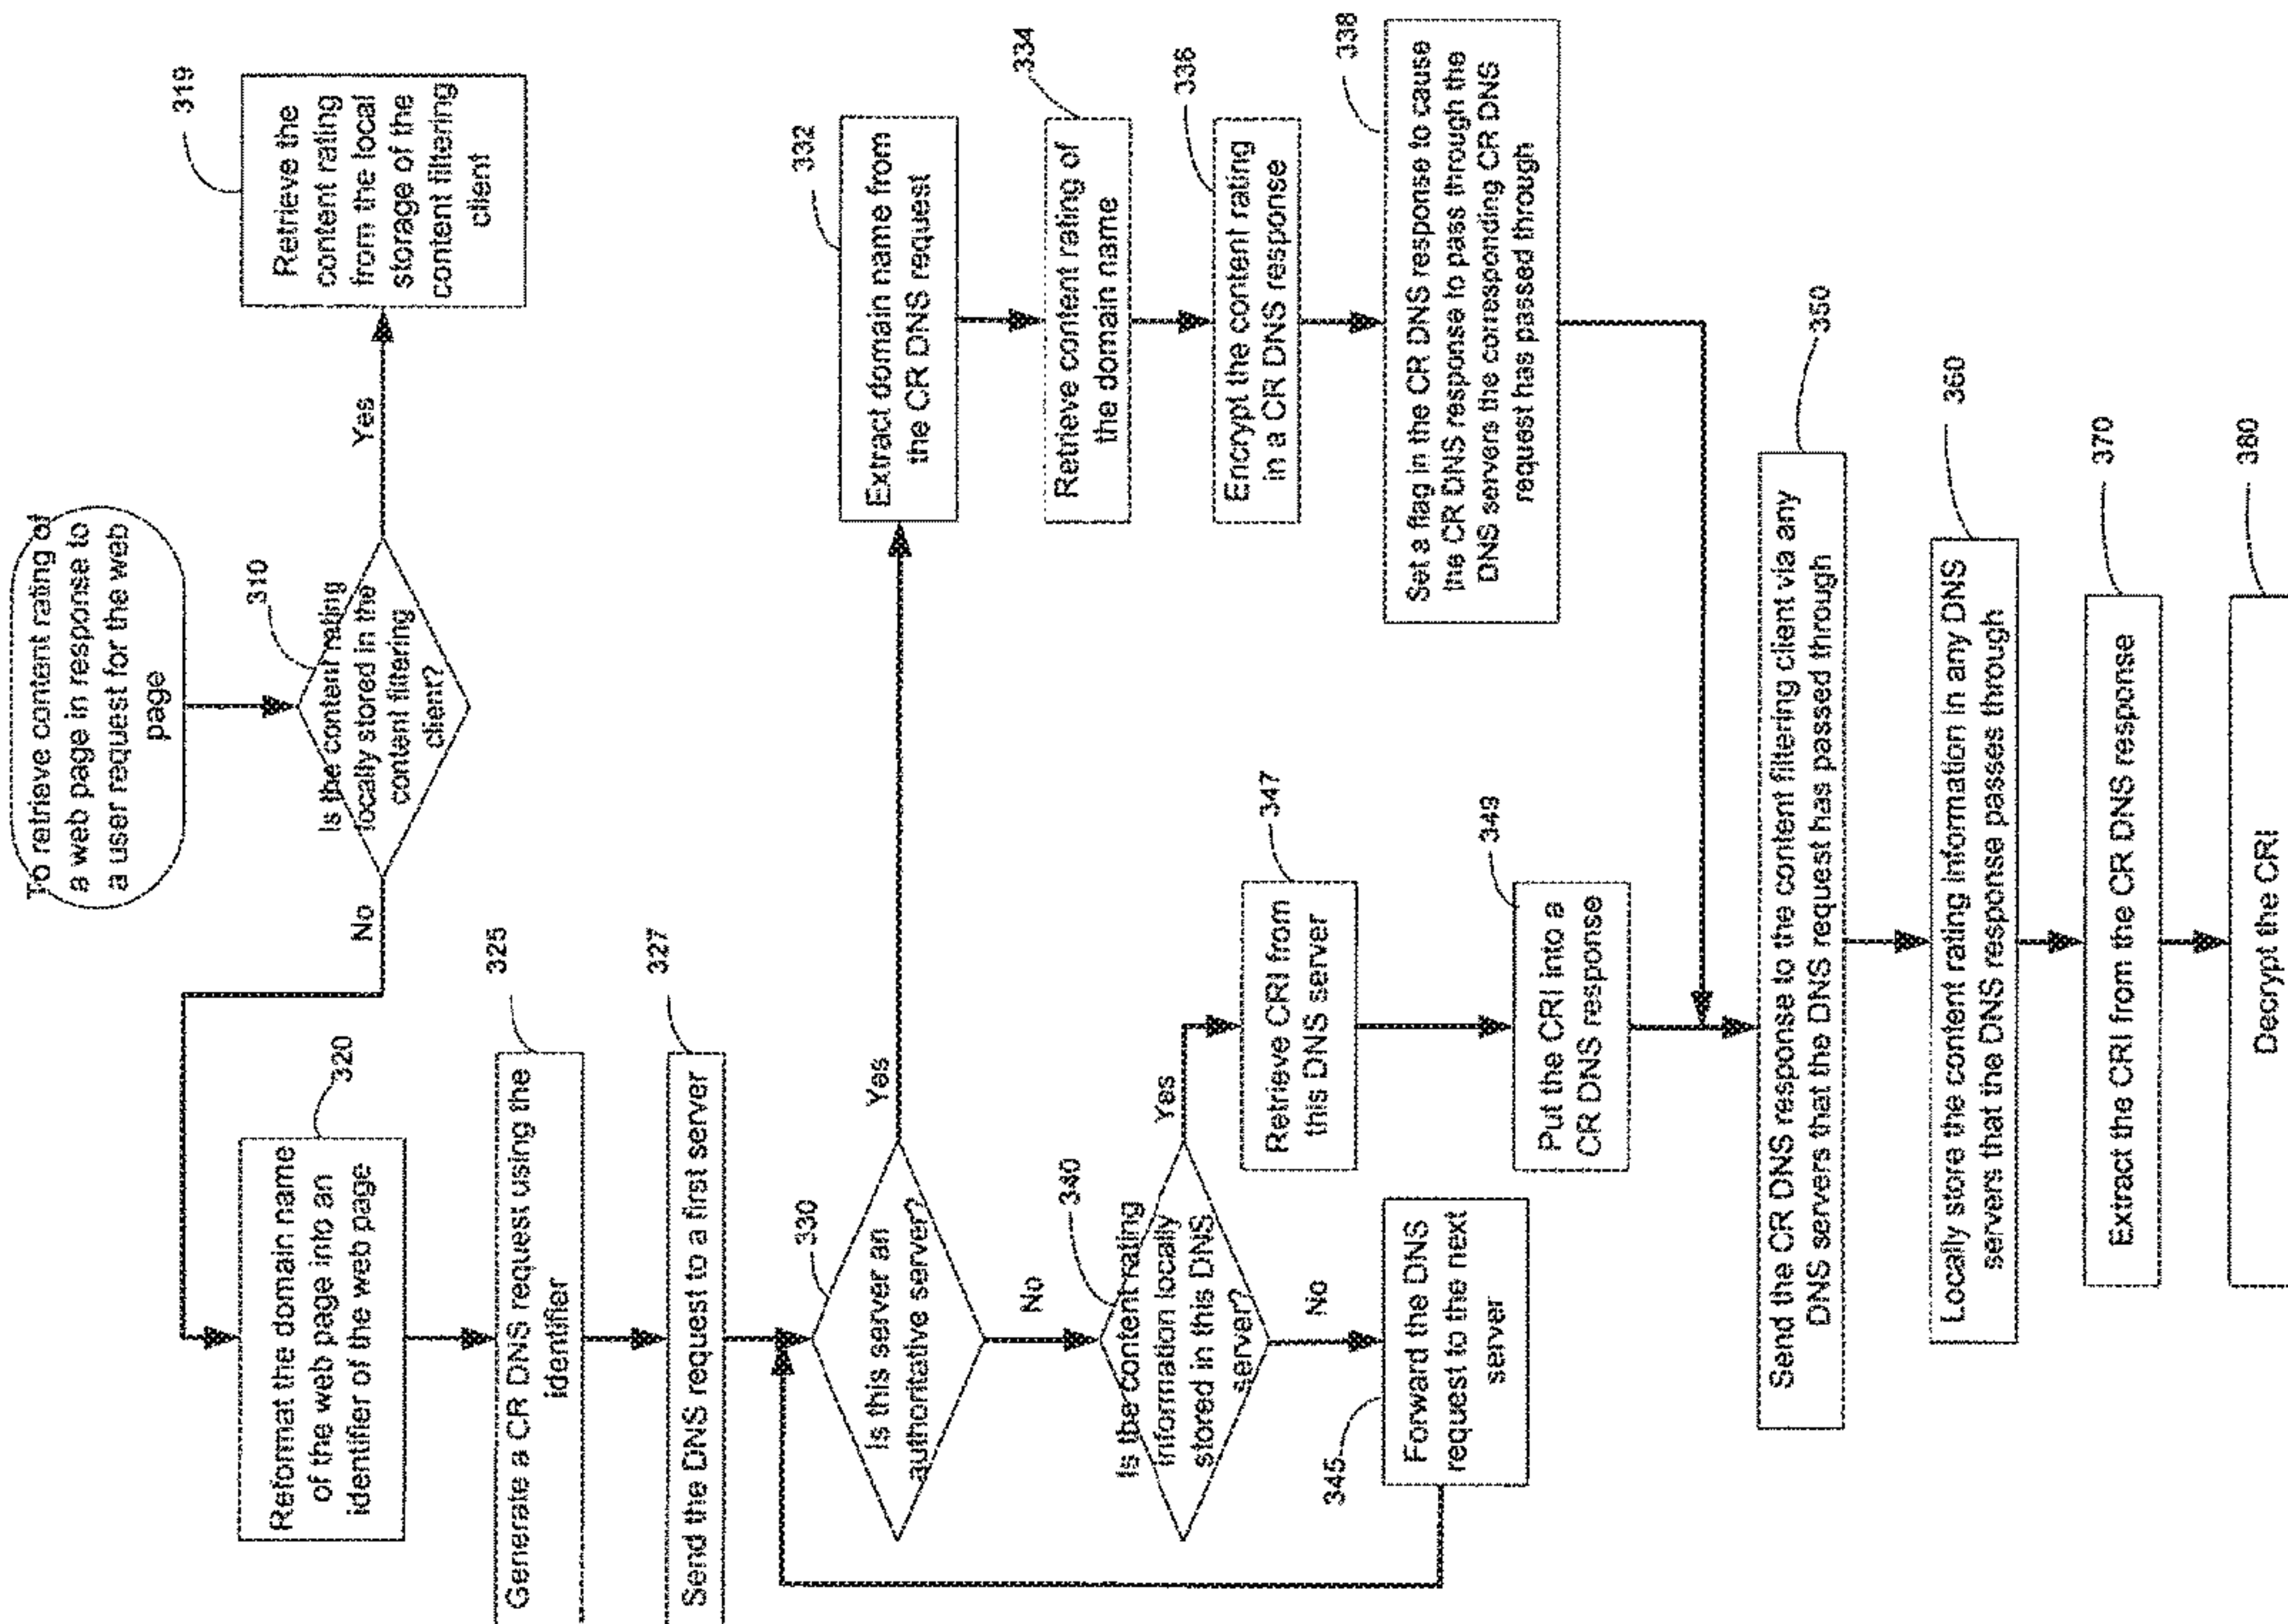 To retrieve content rating of
a web page in response to
a user request for the web
page
310
Is the content rating
locally stored in the
content filtering
client?
Yes
No
319
Retrieve the
content rating
from the local
storage of the
content filtering
client
320
Reformat the domain name
of the web page into an
identifier of the web page
325
Generate a CR DNS request using the
identifier
327
Send the DNS request to a first server
330
Is this server an
authoritative server?
Yes
No
332
Extract domain name from
the CR DNS request
334
Retrieve content rating of
the domain name
336
Encrypt the content rating
in a CR DNS response
338
Set a flag in the CR DNS response to cause
the CR DNS response to pass through the
DNS servers the corresponding CR DNS
request has passed through
340
Is the content rating
information locally
stored in this DNS
server?
Yes
No
345
Forward the DNS
request to the next
server
347
Retrieve CRI from
this DNS server
349
Put the CRI into a
CR DNS response
350
Send the CR DNS response to the content filtering client via any
DNS servers that the DNS request has passed through
360
Locally store the content rating information in any DNS
servers that the DNS response passes through
370
Extract the CRI from the CR DNS response
380
Decrypt the CRI